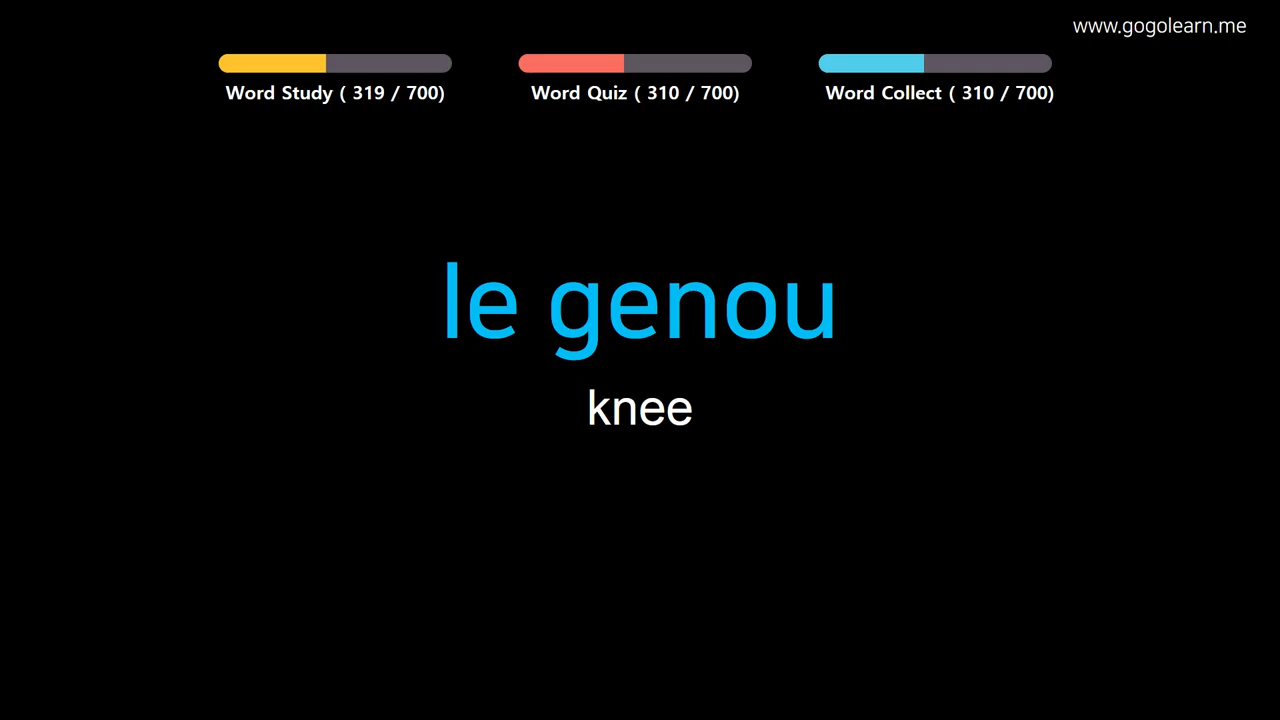 www.gogolearn.me
Word Study ( 319 / 700)
Word Quiz ( 310 / 700)
Word Collect ( 310 / 700)
le genou
knee